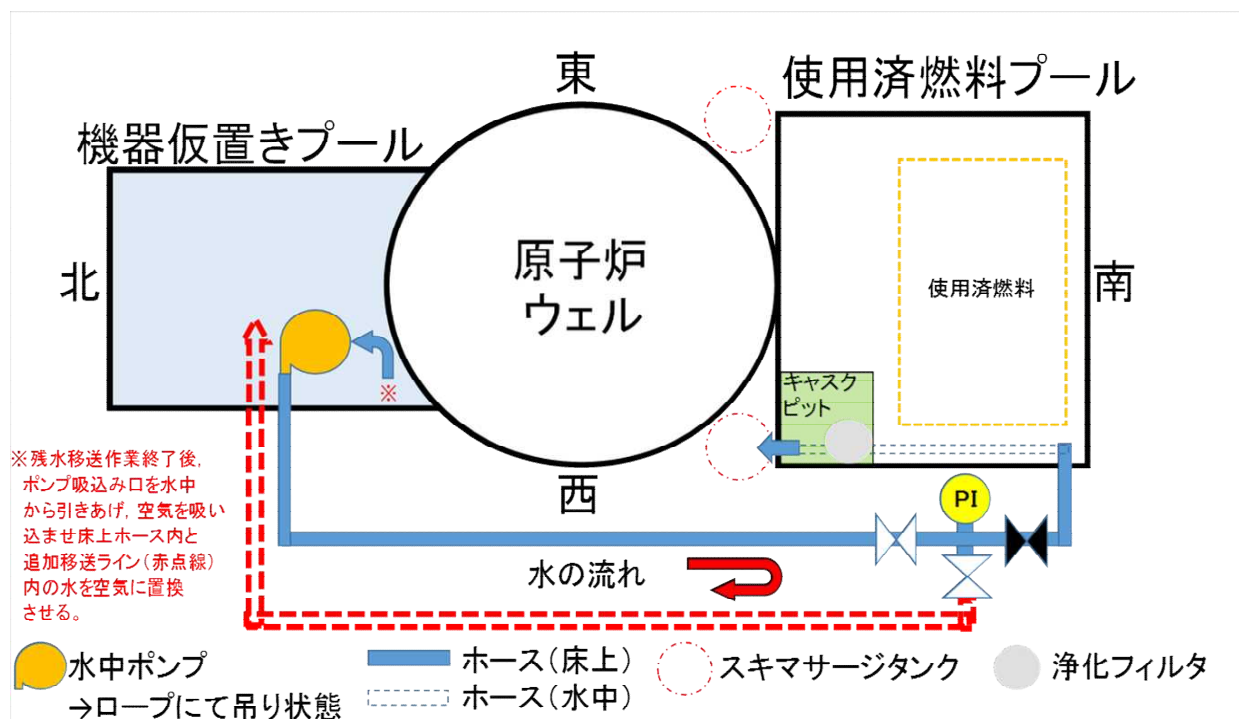 東
使用済燃料プール
機器仮置きプール
北
原子炉
ウェル
使用済燃料
南
キャスク
ピット
※
※残水移送作業終了後,
ポンプ吸込み口を水中
から引きあげ, 空気を吸い
込ませ床上ホース内と
追加移送ライン(赤点線)
内の水を空気に置換
させる。
西
PI
水の流れ
水中ポンプ
→ロープにて吊り状態
ホース(床上)
ホース(水中)
スキマサージタンク
浄化フィルタ